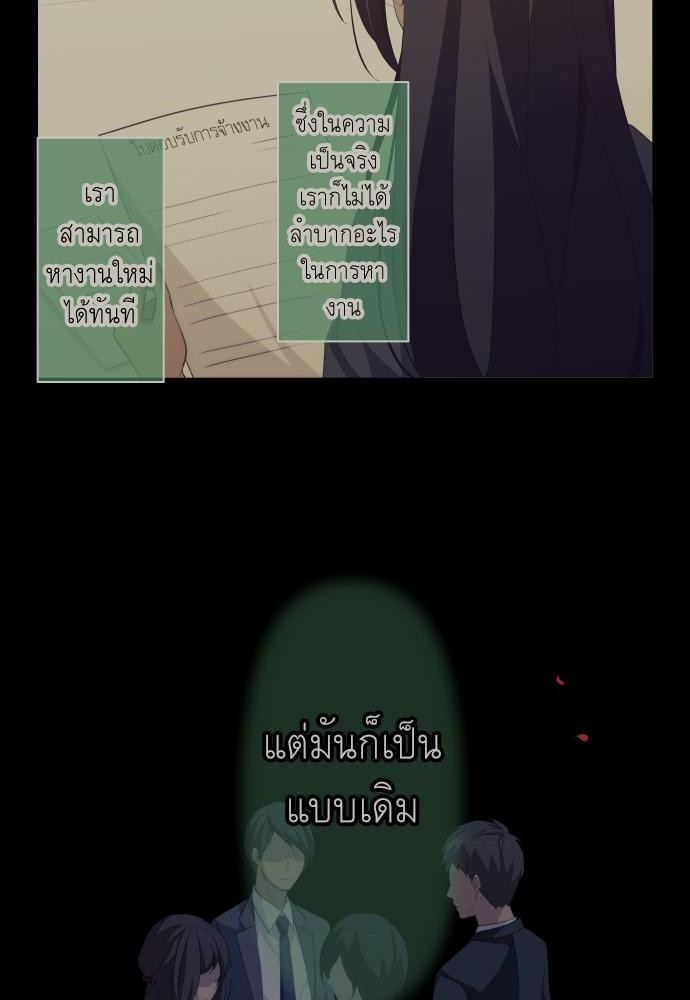 ใบตอบรับการจ้างงาน
ซึ่งในความ
เป็นจริง
เราก็ไม่ได้
ลำบากอะไร
ในการหา
งาน
เรา
สามารถ
หางานใหม่
ได้ทันที
แต่มันก็เป็น
แบบเดิม